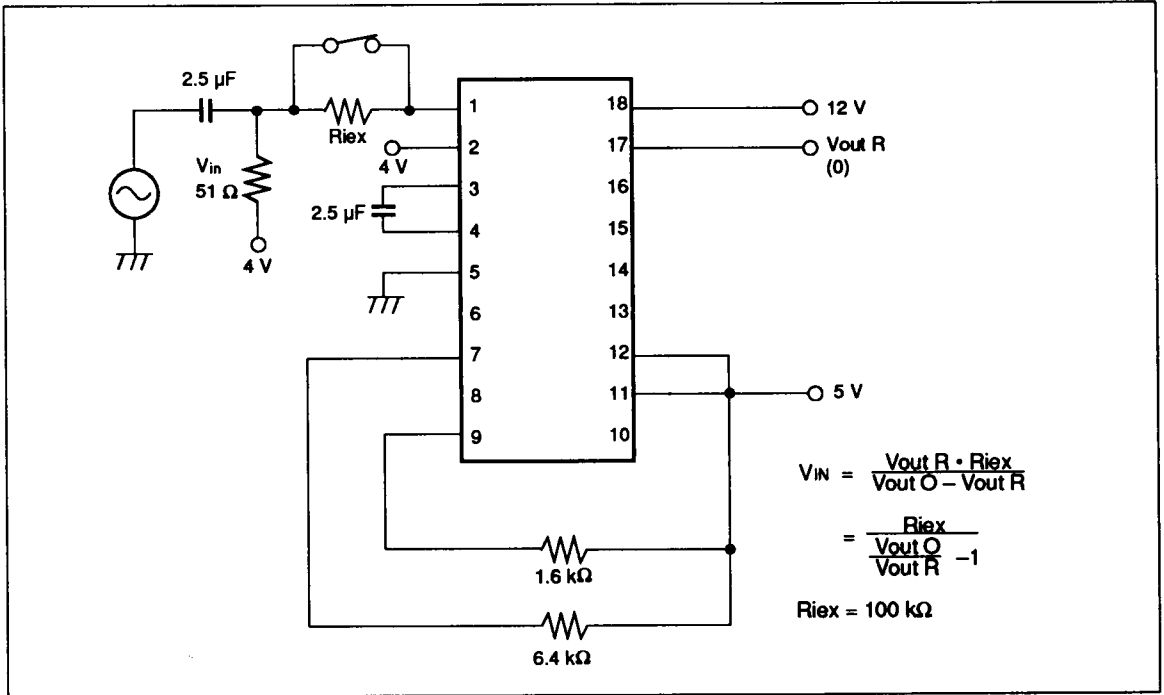 2.5 µF
Riex
Vin
51 Ω
4 V
4 V
2.5 µF
1
2
3
4
5
6
7
8
9
18
17
16
15
14
13
12
11
10
12 V
Vout R
(0)
5 V
1.6 kΩ
6.4 kΩ
VIN = Vout R • Riex / Vout O – Vout R
= Riex / Vout O / Vout R –1
Riex = 100 kΩ